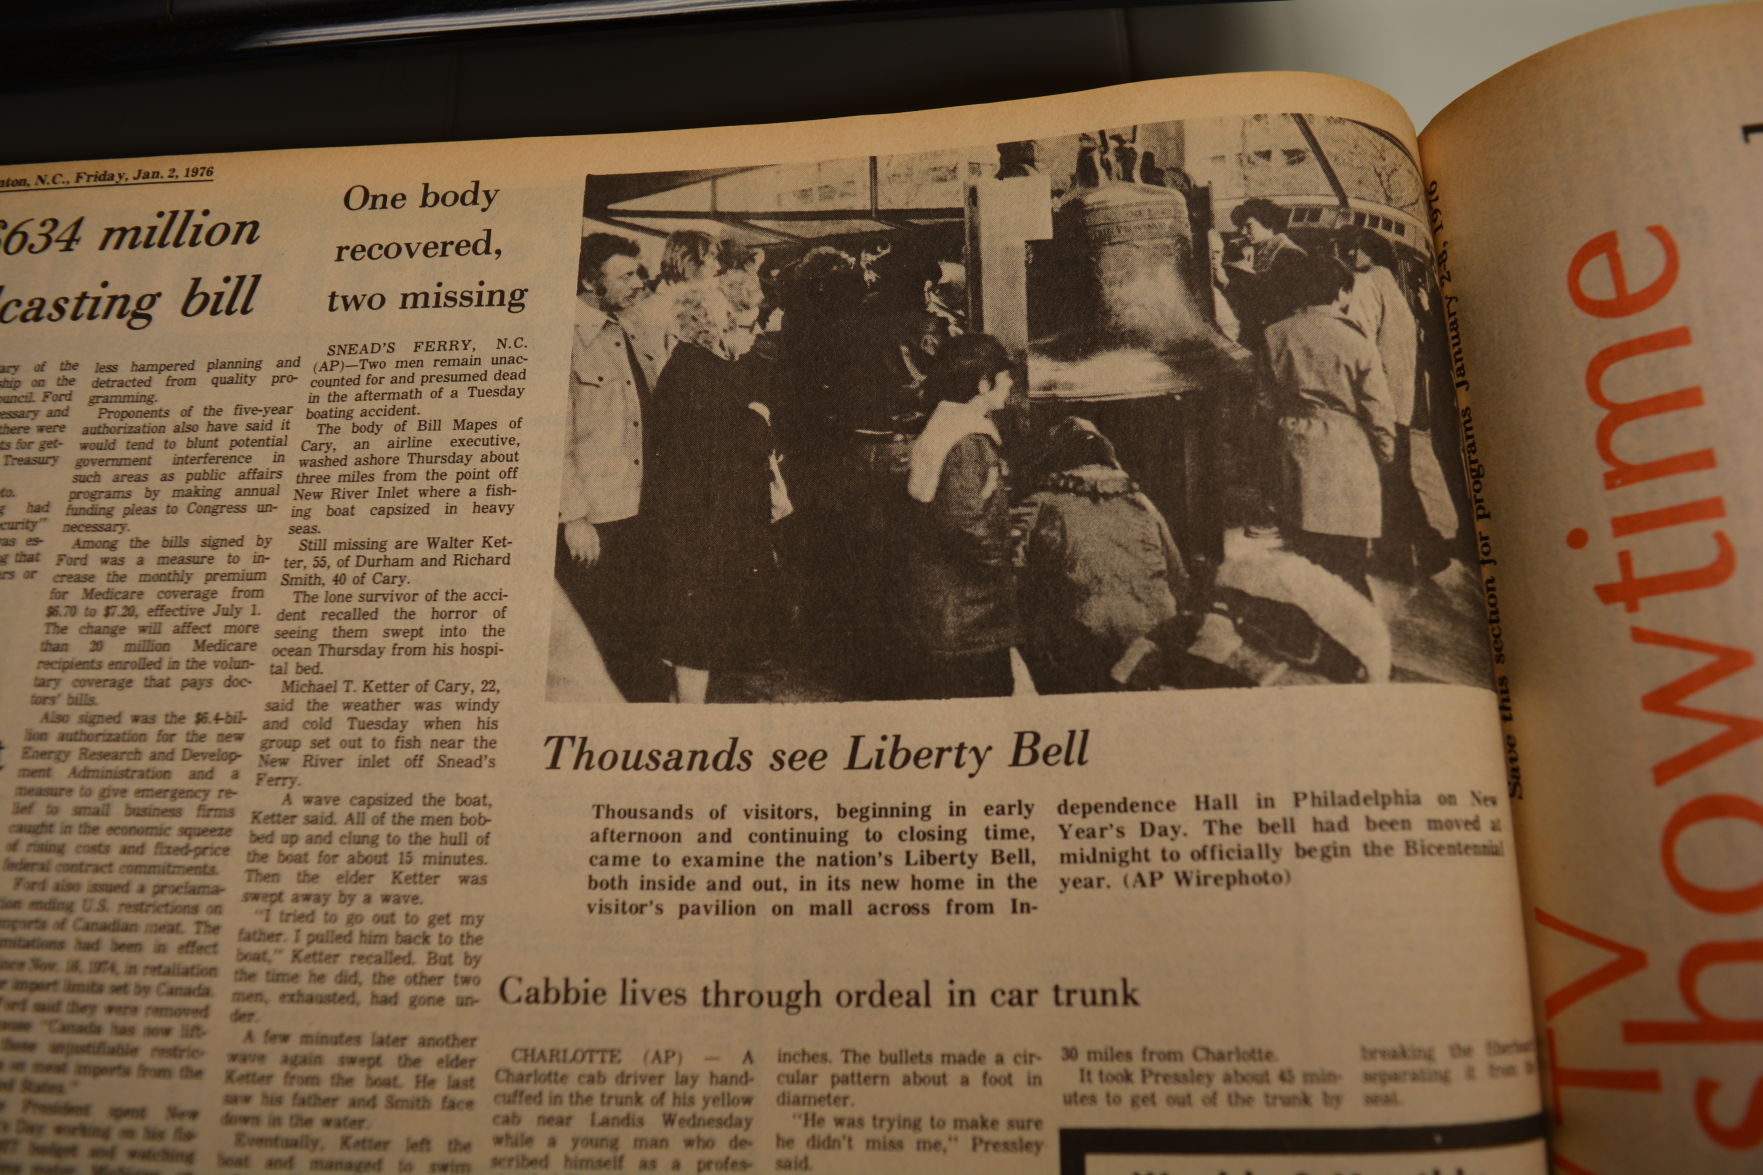 N.C., Friday, Jan. 2, 1976
$634 million
casting bill
ary of the
ship on the
uncil. Ford
essary and
there were
ts for get-
Treasury
to.
had
curity"
as es-
g that
rs or
less hampered planning and
detracted from quality pro-
gramming.
Proponents of the five-year
authorization also have said it
would tend to blunt potential
government interference in
such areas as public affairs
programs by making annual
funding pleas to Congress un-
necessary.
Among the bills signed by
Ford was a measure to in-
crease the monthly premium
for Medicare coverage from
$6.70 to $7.20, effective July 1.
The change will affect more
than 20 million Medicare
recipients enrolled in the volun-
tary coverage that pays doc-
tors' bills.
Also signed was the $6.4-bil-
lion authorization for the new
Energy Research and Develop-
ment Administration and a
measure to give emergency re-
lief to small business firms
caught in the economic squeeze
of rising costs and fixed-price
federal contract commitments.
Ford also issued a proclama-
tion ending U.S. restrictions on
imports of Canadian meat. The
limitations had been in effect
since Nov. 16, 1974, in retaliation
for import limits set by Canada.
Ford said they were removed
because "Canada has now lift-
ed those unjustifiable restric-
on meat imports from the
United States."
President spent New
Day working on his fis-
budget and watching
One body
recovered,
two missing
SNEAD'S FERRY, N.C.
(AP)—Two men remain unac-
counted for and presumed dead
in the aftermath of a Tuesday
boating accident.
The body of Bill Mapes of
Cary, an airline executive,
washed ashore Thursday about
three miles from the point off
New River Inlet where a fish-
ing boat capsized in heavy
seas.
Still missing are Walter Ket-
ter, 55, of Durham and Richard
Smith, 40 of Cary.
The lone survivor of the acci-
dent recalled the horror of
seeing them swept into the
ocean Thursday from his hospi-
tal bed.
Michael T. Ketter of Cary, 22,
said the weather was windy
and cold Tuesday when his
group set out to fish near the
New River inlet off Snead's
Ferry.
A wave capsized the boat,
Ketter said. All of the men bob-
bed up and clung to the hull of
the boat for about 15 minutes.
Then the elder Ketter was
swept away by a wave.
"I tried to go out to get my
father. I pulled him back to the
boat," Ketter recalled. But by
the time he did, the other two
men, exhausted, had gone un-
der.
A few minutes later another
wave again swept the elder
Ketter from the boat. He last
saw his father and Smith face
down in the water.
Eventually, Ketter left the
boat and managed to swim
Thousands see Liberty Bell
Thousands of visitors, beginning in early
afternoon and continuing to closing time,
came to examine the nation's Liberty Bell,
both inside and out, in its new home in the
visitor's pavilion on mall across from In-
dependence Hall in Philadelphia on New
Year's Day. The bell had been moved at
midnight to officially begin the Bicentennial
year. (AP Wirephoto)
Cabbie lives through ordeal in car trunk
CHARLOTTE (AP) — A
Charlotte cab driver lay hand-
cuffed in the trunk of his yellow
cab near Landis Wednesday
while a young man who de-
scribed himself as a profes-
inches. The bullets made a cir-
cular pattern about a foot in
diameter.
"He was trying to make sure
he didn't miss me," Pressley
said.
30 miles from Charlotte.
It took Pressley about 45 min-
utes to get out of the trunk by
breaking the
separating it from
seat.
Save this section for programs January 2-8, 1976
TV
showtime
1